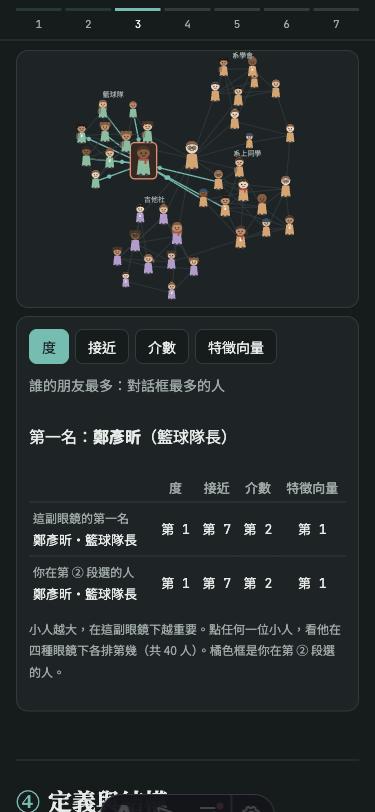 1 2 3 4 5 6 7
系學會
籃球隊
系上同學
吉他社
度 接近 介數 特徵向量
誰的朋友最多：對話框最多的人
第一名：鄭彥昕（籃球隊長）
度 接近 介數 特徵向量
這副眼鏡的第一名
鄭彥昕・籃球隊長 第 1 第 7 第 2 第 1
你在第 ② 段選的人
鄭彥昕・籃球隊長 第 1 第 7 第 2 第 1
小人越大，在這副眼鏡下越重要。點任何一位小人，看他在
四種眼鏡下各排第幾（共 40 人）。橘色框是你在第 ② 段選
的人。
④ 定義與